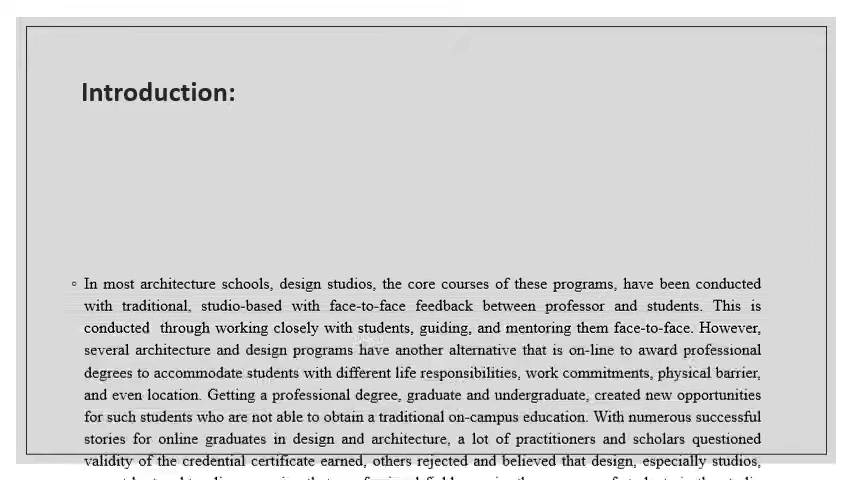 Introduction:
▫ In most architecture schools, design studios, the core courses of these programs, have been conducted
with traditional, studio-based with face-to-face feedback between professor and students. This is
conducted through working closely with students, guiding, and mentoring them face-to-face. However,
several architecture and design programs have another alternative that is on-line to award professional
degrees to accommodate students with different life responsibilities, work commitments, physical barrier,
and even location. Getting a professional degree, graduate and undergraduate, created new opportunities
for such students who are not able to obtain a traditional on-campus education. With numerous successful
stories for online graduates in design and architecture, a lot of practitioners and scholars questioned
validity of the credential certificate earned, others rejected and believed that design, especially studios,